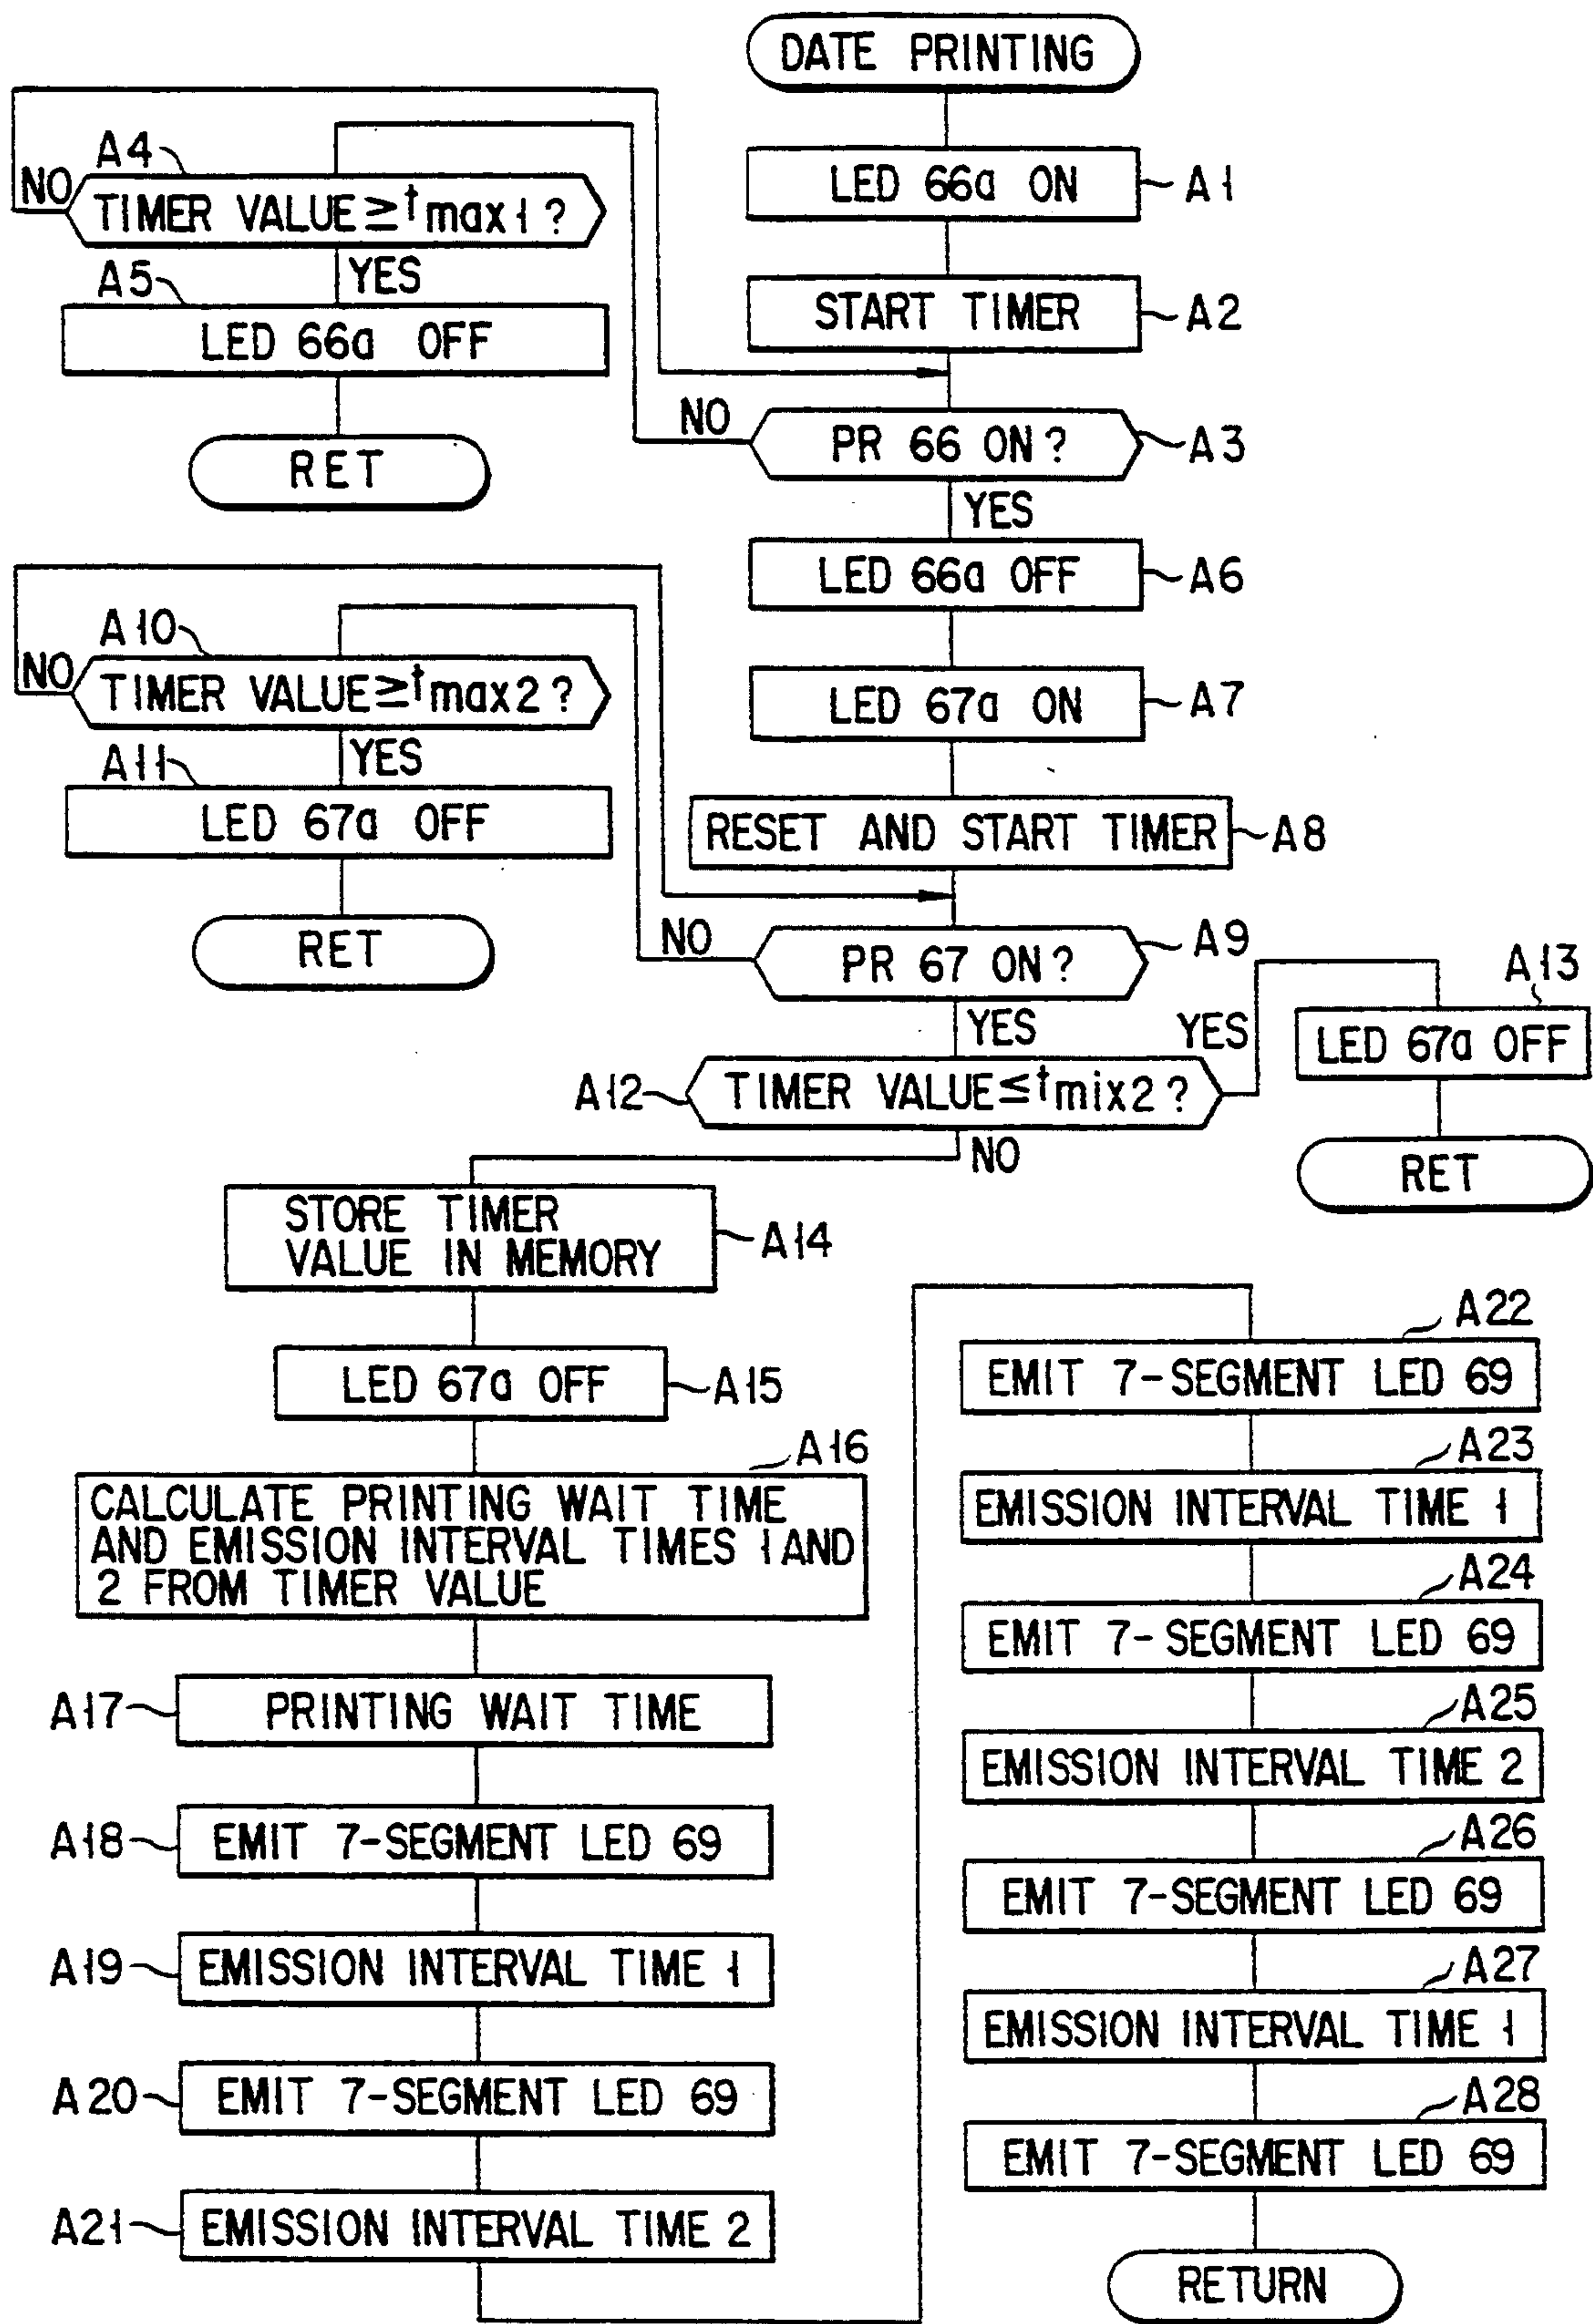 DATE PRINTING
LED 66a ON
A1
START TIMER
A2
PR 66 ON?
A3
NO
YES
A4
TIMER VALUE≥tmax1?
NO
YES
A5
LED 66a OFF
RET
LED 66a OFF
A6
LED 67a ON
A7
RESET AND START TIMER
A8
PR 67 ON?
A9
NO
YES
A10
TIMER VALUE≥tmax2?
NO
YES
A11
LED 67a OFF
RET
A12
TIMER VALUE≤tmix2?
YES
NO
A13
LED 67a OFF
RET
STORE TIMER
VALUE IN MEMORY
A14
LED 67a OFF
A15
A16
CALCULATE PRINTING WAIT TIME
AND EMISSION INTERVAL TIMES 1 AND
2 FROM TIMER VALUE
A17
PRINTING WAIT TIME
A18
EMIT 7-SEGMENT LED 69
A19
EMISSION INTERVAL TIME 1
A20
EMIT 7-SEGMENT LED 69
A21
EMISSION INTERVAL TIME 2
A22
EMIT 7-SEGMENT LED 69
A23
EMISSION INTERVAL TIME 1
A24
EMIT 7-SEGMENT LED 69
A25
EMISSION INTERVAL TIME 2
A26
EMIT 7-SEGMENT LED 69
A27
EMISSION INTERVAL TIME 1
A28
EMIT 7-SEGMENT LED 69
RETURN